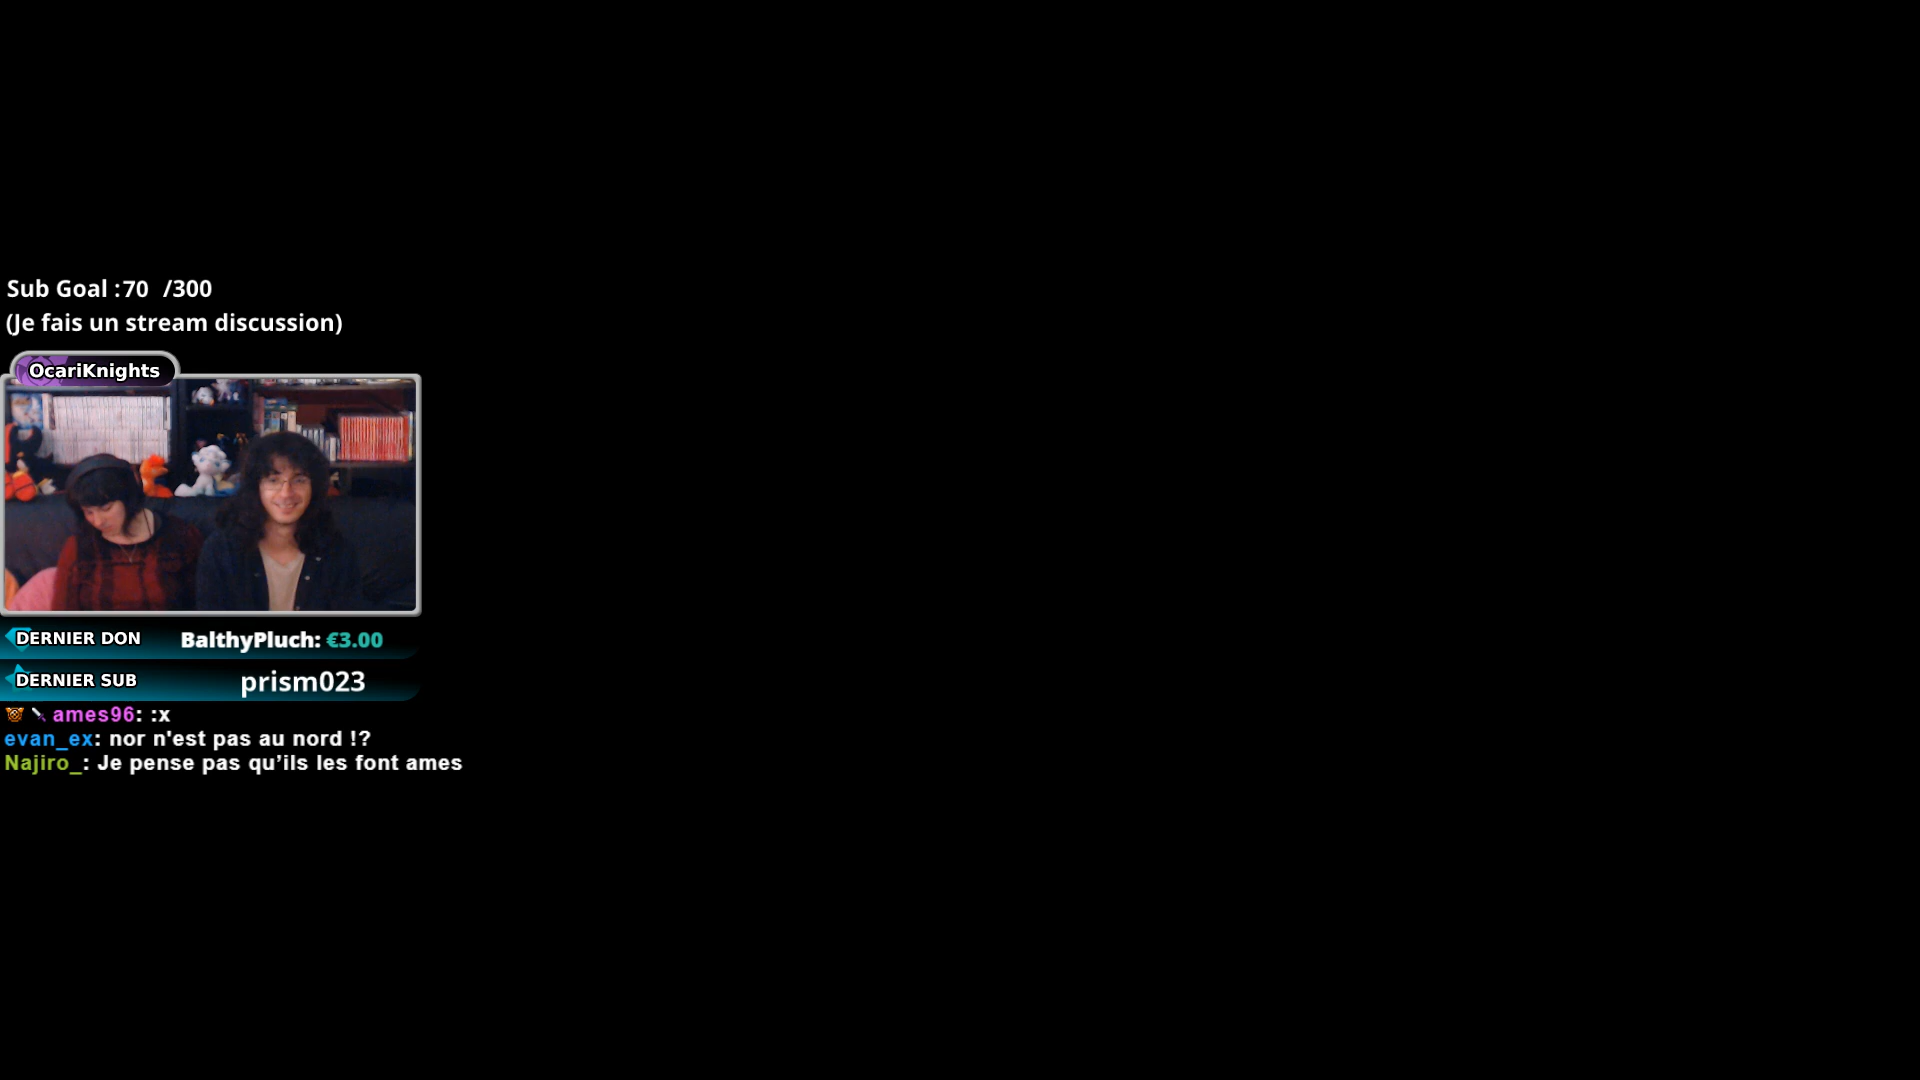 Sub Goal :70 /300
(Je fais un stream discussion)
OcariKnights
DERNIER DON BalthyPluch: €3.00
DERNIER SUB prism023
ames96: :x
evan_ex: nor n'est pas au nord !?
Najiro_: Je pense pas qu’ils les font ames